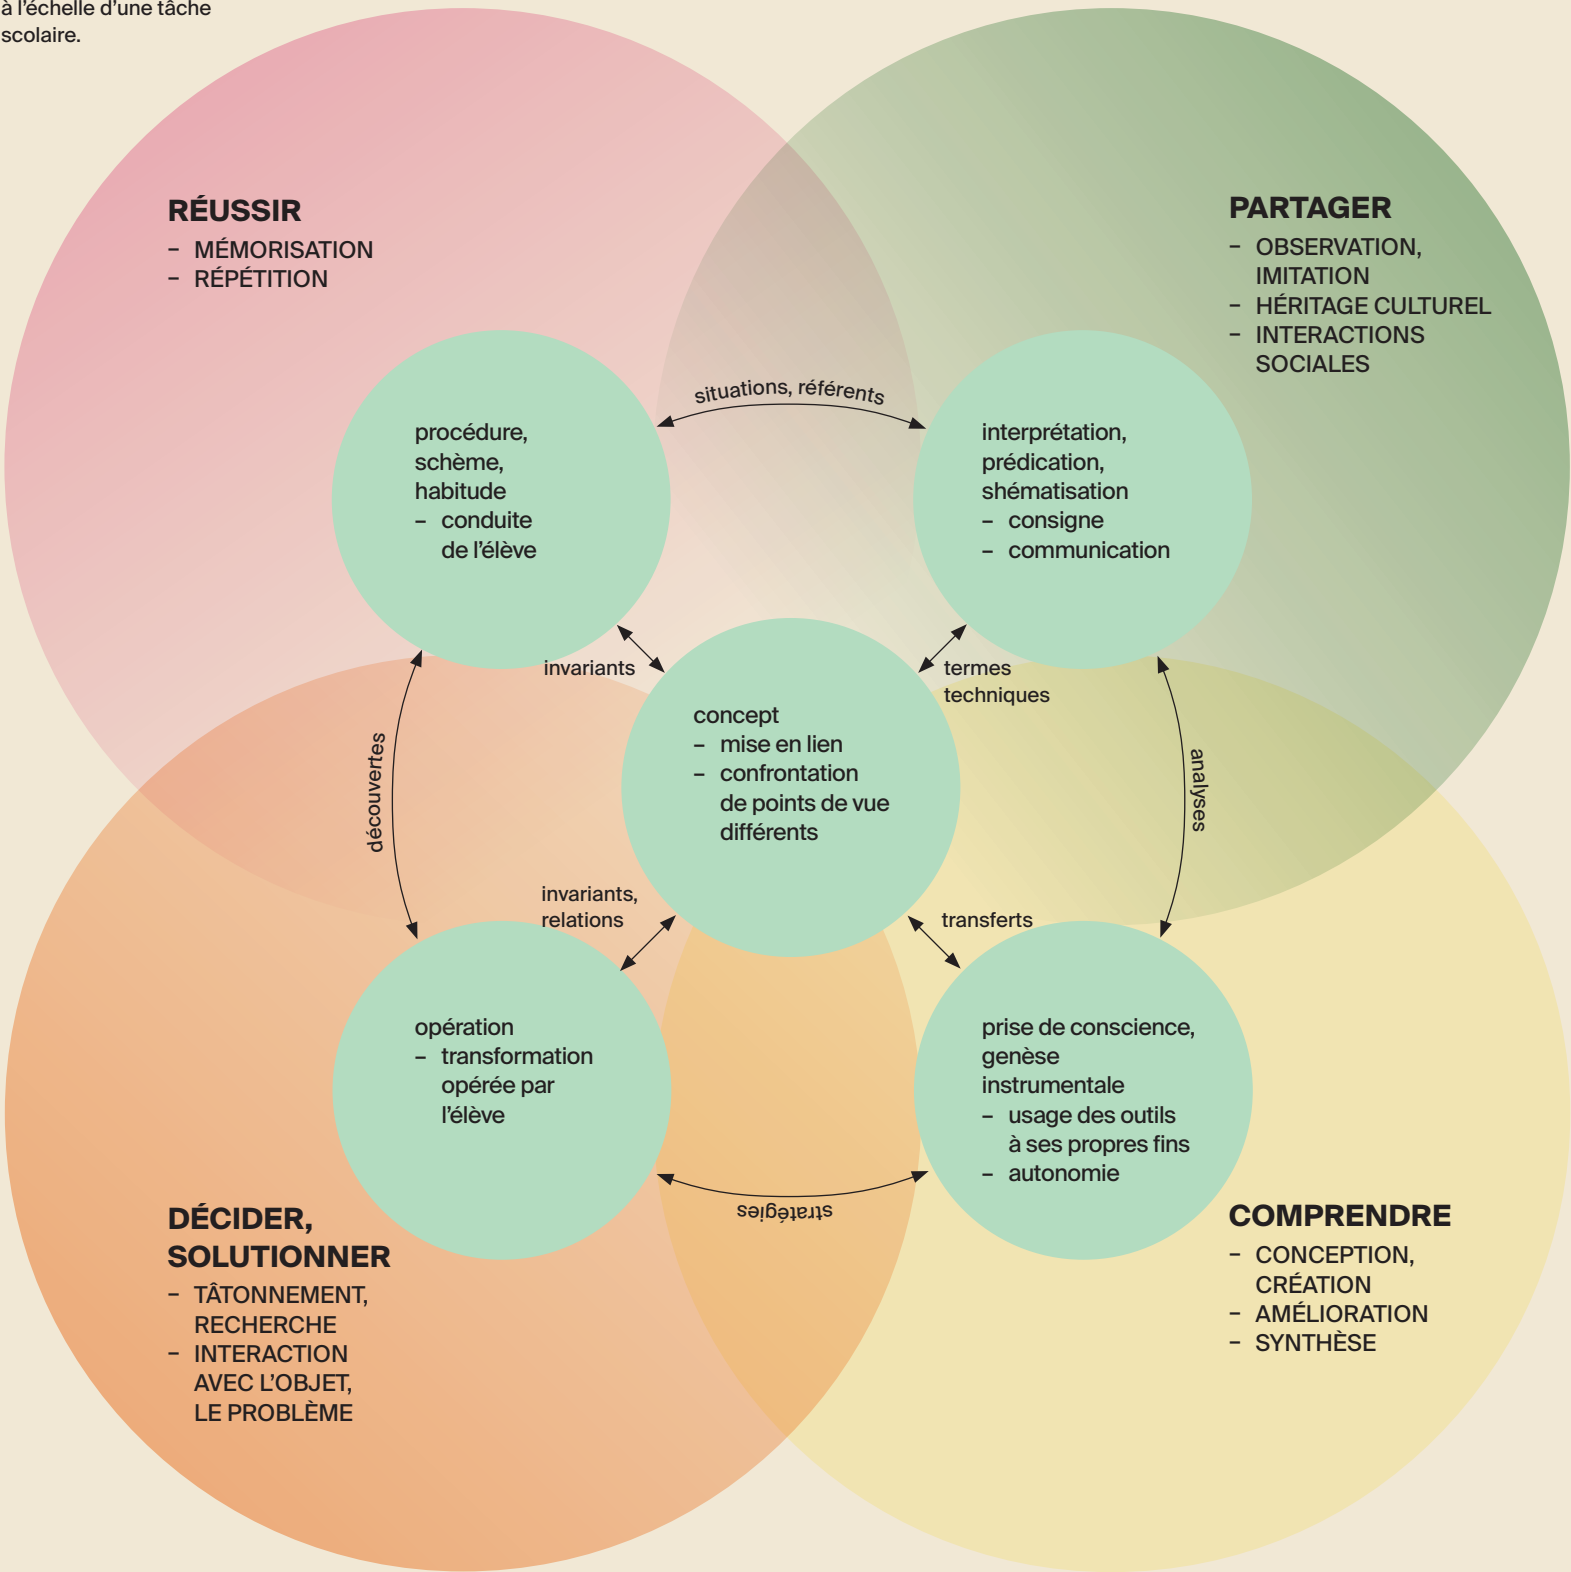 à l’échelle d’une tâche
scolaire.
RÉUSSIR
– MÉMORISATION
– RÉPÉTITION
PARTAGER
– OBSERVATION,
IMITATION
– HÉRITAGE CULTUREL
– INTERACTIONS
SOCIALES
situations, référents
procédure,
schème,
habitude
– conduite
de l’élève
interprétation,
prédication,
shématisation
– consigne
– communication
invariants
termes
techniques
découvertes
concept
– mise en lien
– confrontation
de points de vue
différents
analyses
invariants,
relations
transferts
opération
– transformation
opérée par
l’élève
prise de conscience,
genèse
instrumentale
– usage des outils
à ses propres fins
– autonomie
stratégies
DÉCIDER,
SOLUTIONNER
– TÂTONNEMENT,
RECHERCHE
– INTERACTION
AVEC L’OBJET,
LE PROBLÈME
COMPRENDRE
– CONCEPTION,
CRÉATION
– AMÉLIORATION
– SYNTHÈSE